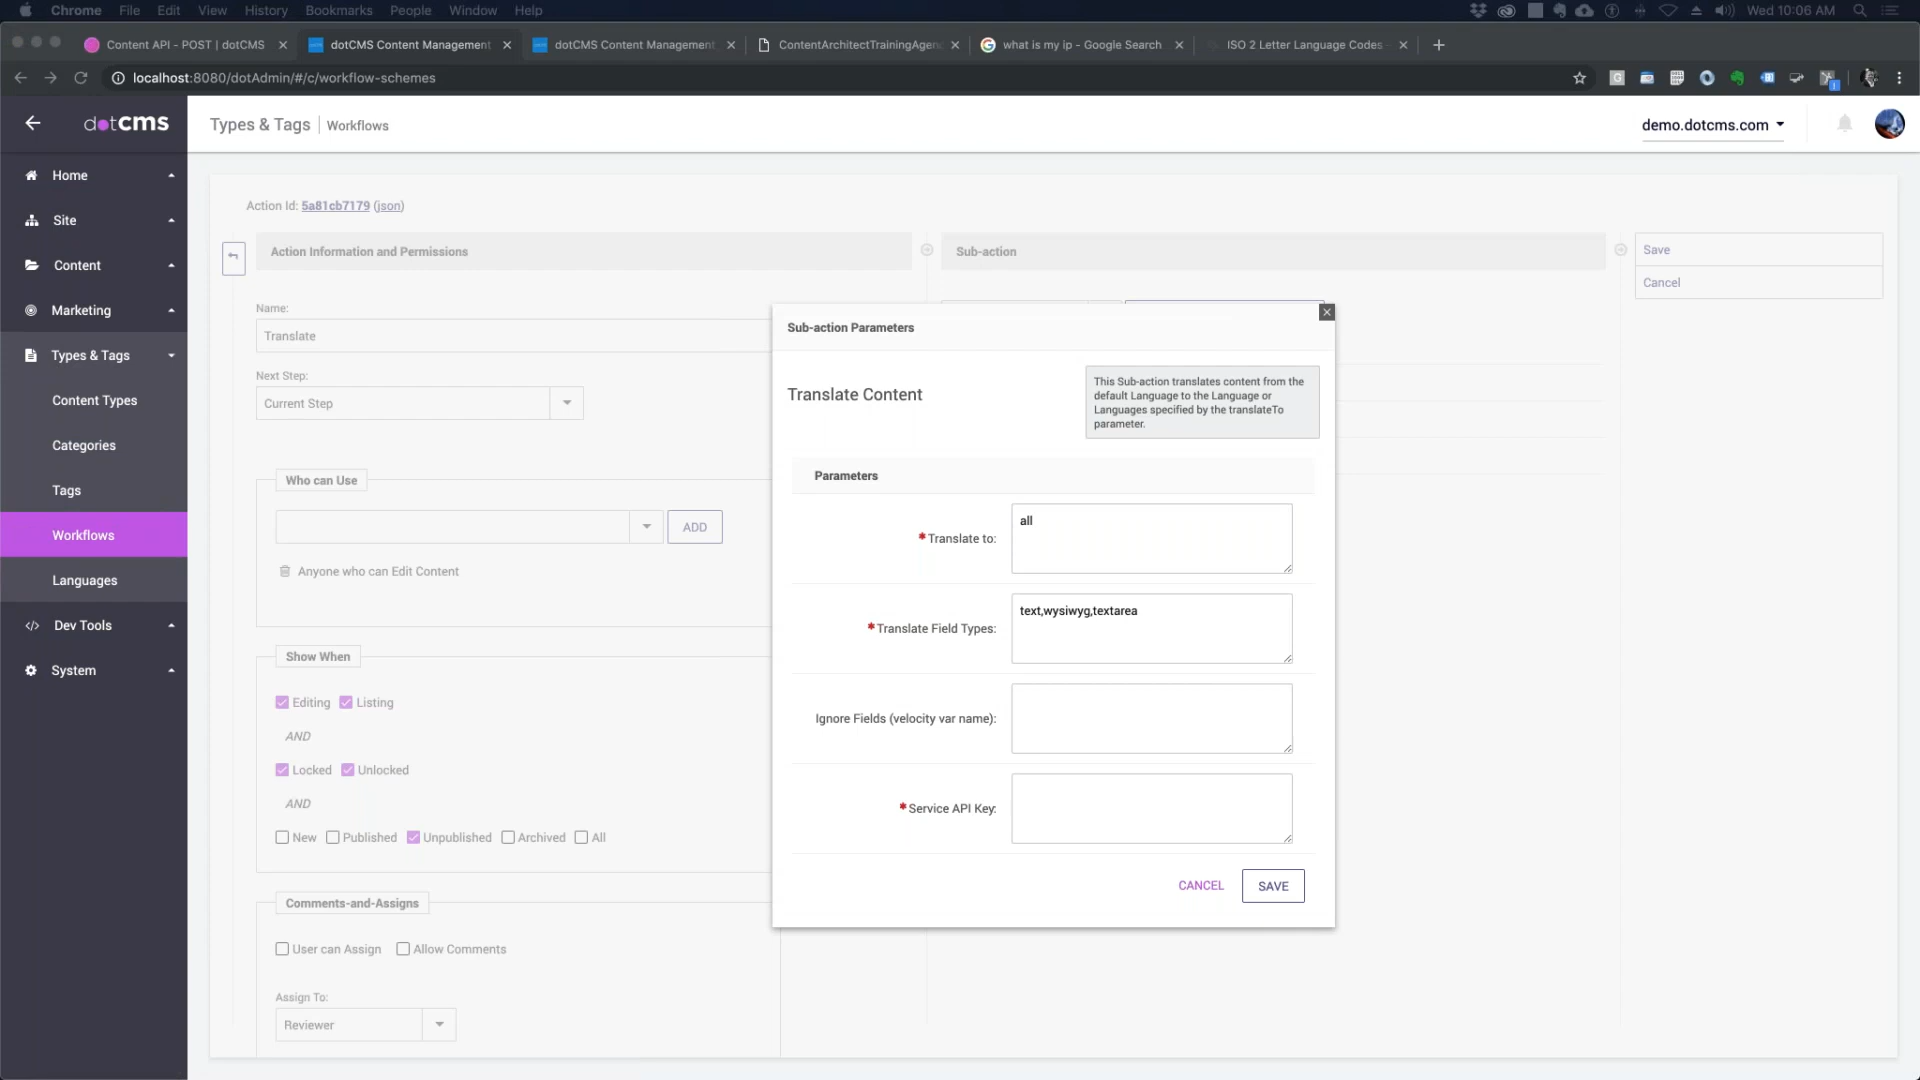 Chrome File Edit View History Bookmarks People Window Help
Wed 10:06 AM
Content API - POST | dotCMS
dotCMS Content Management
dotCMS Content Management
ContentArchitectTrainingAgen
what is my ip - Google Search
ISO 2 Letter Language Codes
localhost:8080/dotAdmin/#/c/workflow-schemes
dotCMS
Types & Tags | Workflows
demo.dotcms.com
Home
Site
Content
Marketing
Types & Tags
Content Types
Categories
Tags
Workflows
Languages
Dev Tools
System
Action Id: 5a81cb7179 (json)
Action Information and Permissions
Name:
Translate
Next Step:
Current Step
Who can Use
ADD
Anyone who can Edit Content
Show When
Editing Listing
AND
Locked Unlocked
AND
New Published Unpublished Archived All
Comments-and-Assigns
User can Assign Allow Comments
Assign To:
Reviewer
Sub-action
Save
Cancel
Sub-action Parameters
Translate Content
This Sub-action translates content from the
default Language to the Language or
Languages specified by the translateTo
parameter.
Parameters
*Translate to:
all
*Translate Field Types:
text,wysiwyg,textarea
Ignore Fields (velocity var name):
*Service API Key:
CANCEL
SAVE